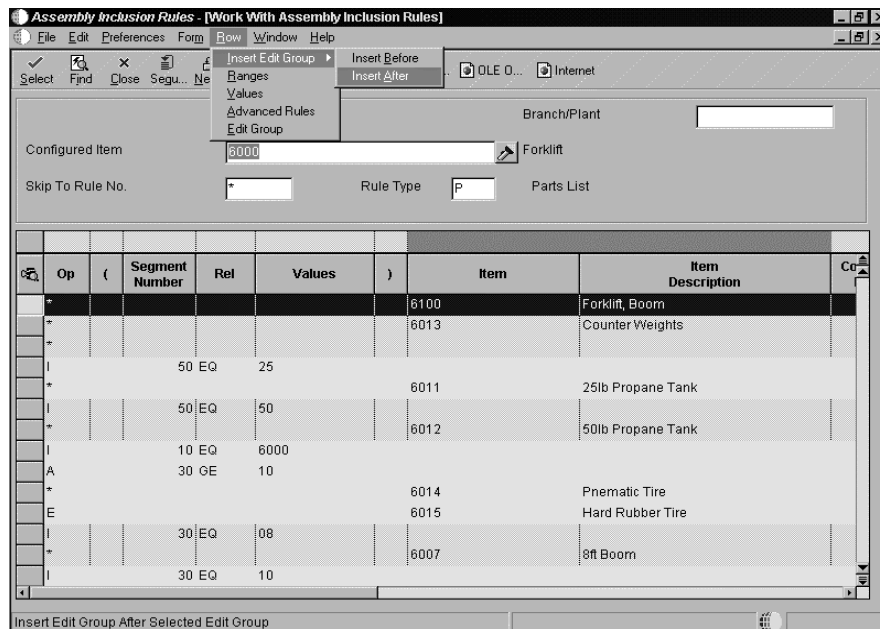 Assembly Inclusion Rules - [Work With Assembly Inclusion Rules]
File Edit Preferences Form Row Window Help
Select Find Close Segu... OLE O... Internet
Insert Edit Group Insert Before
Ranges Insert After
Values
Advanced Rules
Edit Group
Branch/Plant
Configured Item 6000 Forklift
Skip To Rule No. * Rule Type P Parts List
Op ( Segment Number Rel Values ) Item Item Description
* 6100 Forklift, Boom
* 6013 Counter Weights
*
I 50 EQ 25
* 6011 25lb Propane Tank
I 50 EQ 50
* 6012 50lb Propane Tank
I 10 EQ 6000
A 30 GE 10
* 6014 Pnematic Tire
E 6015 Hard Rubber Tire
I 30 EQ 08
* 6007 8ft Boom
I 30 EQ 10
Insert Edit Group After Selected Edit Group